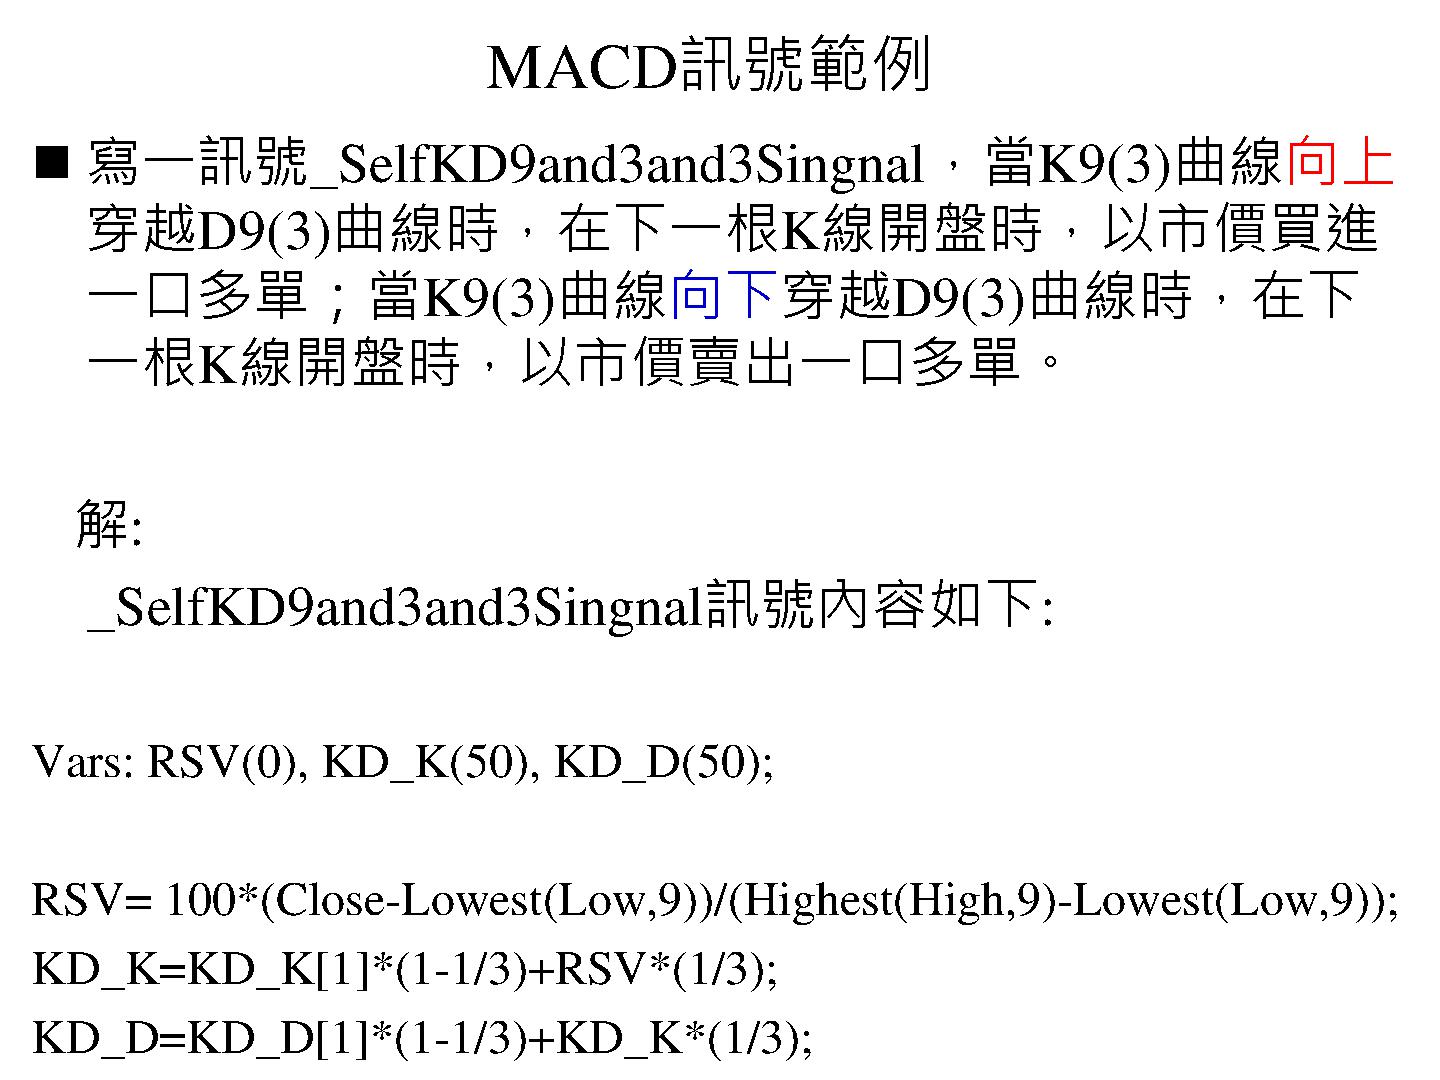 MACD訊號範例
■ 寫一訊號_SelfKD9and3and3Singnal，當K9(3)曲線向上
穿越D9(3)曲線時，在下一根K線開盤時，以市價買進
一口多單；當K9(3)曲線向下穿越D9(3)曲線時，在下
一根K線開盤時，以市價賣出一口多單。
解:
_SelfKD9and3and3Singnal訊號內容如下:
Vars: RSV(0), KD_K(50), KD_D(50);
RSV= 100*(Close-Lowest(Low,9))/(Highest(High,9)-Lowest(Low,9));
KD_K=KD_K[1]*(1-1/3)+RSV*(1/3);
KD_D=KD_D[1]*(1-1/3)+KD_K*(1/3);